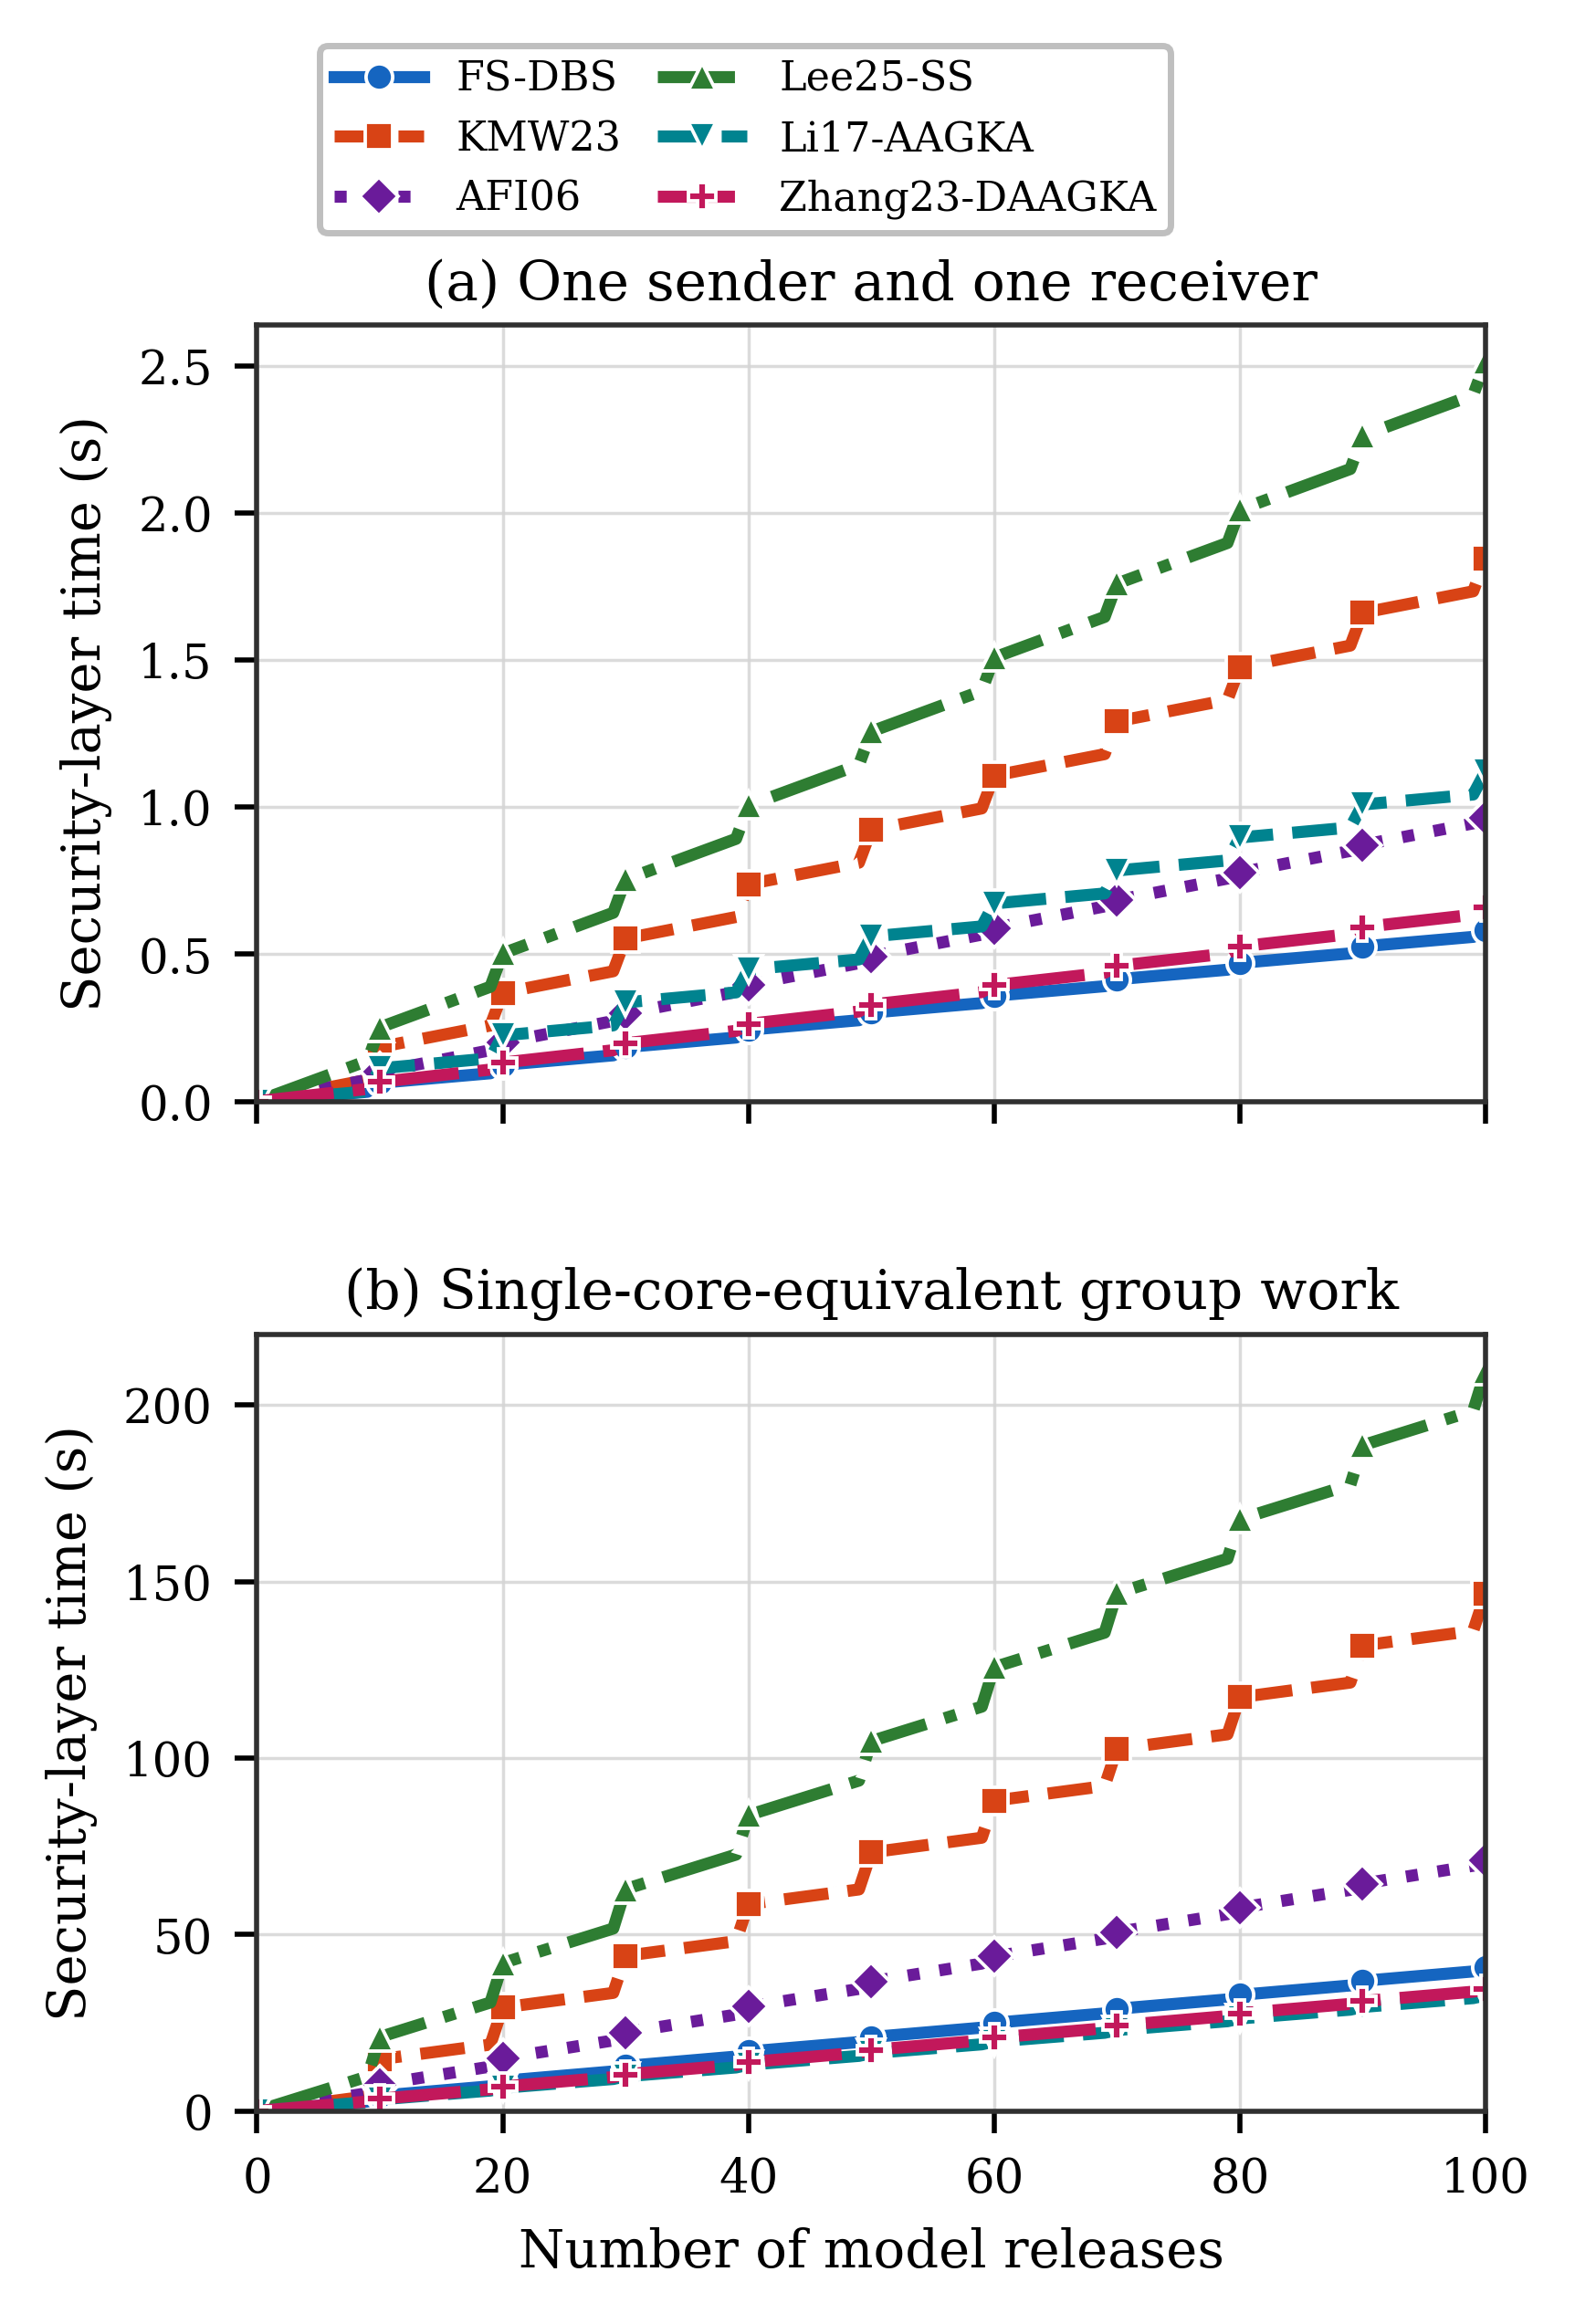 FS-DBS
KMW23
AFI06
Lee25-SS
Li17-AAGKA
Zhang23-DAAGKA
(a) One sender and one receiver
Security-layer time (s)
2.5
2.0
1.5
1.0
0.5
0.0
(b) Single-core-equivalent group work
Security-layer time (s)
200
150
100
50
0
0 20 40 60 80 100
Number of model releases